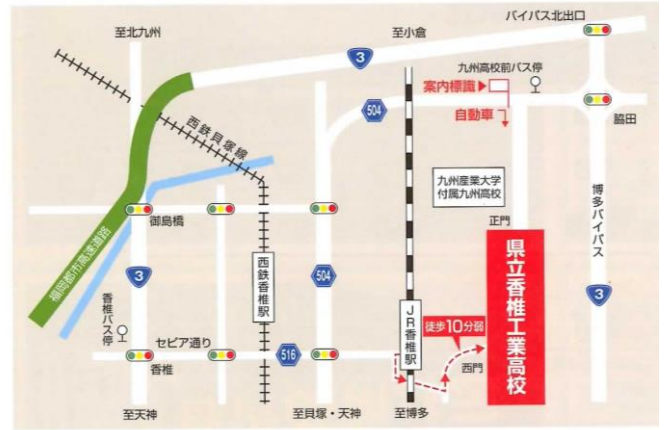 バイパス北出口
至北九州
至小倉
3
九州高校前バス停
案内標識▶
504
自動車
脇田
西鉄貝塚線
九州産業大学
付属九州高校
正門
御島橋
福岡都市高速道路
博多バイパス
県立香椎工業高校
西鉄香椎駅
3
504
3
香椎バス停
JR香椎駅
徒歩10分弱
セピア通り
516
香椎
西門
至天神
至貝塚・天神
至博多